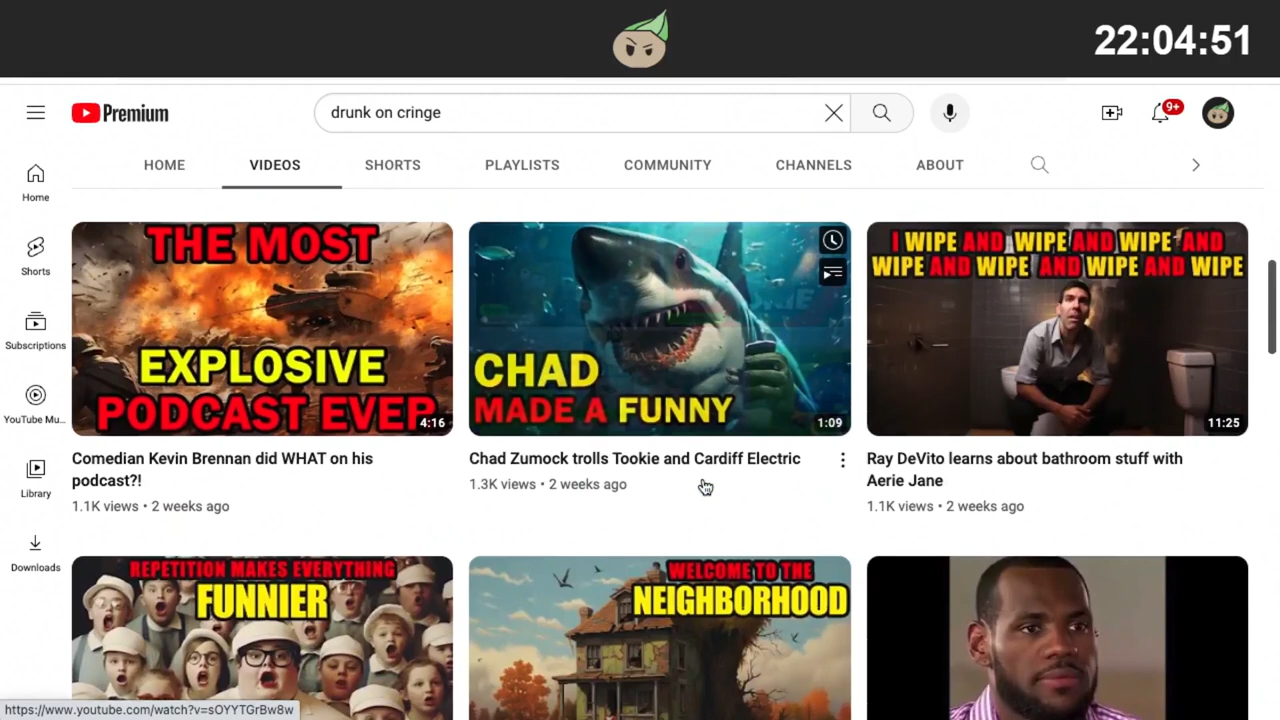 22:04:51
Premium
drunk on cringe
9+
HOME
VIDEOS
SHORTS
PLAYLISTS
COMMUNITY
CHANNELS
ABOUT
Home
Shorts
Subscriptions
YouTube Mu...
Library
Downloads
THE MOST
EXPLOSIVE
PODCAST EVER
4:16
Comedian Kevin Brennan did WHAT on his
podcast?!
1.1K views • 2 weeks ago
CHAD
MADE A FUNNY
1:09
Chad Zumock trolls Tookie and Cardiff Electric
1.3K views • 2 weeks ago
I WIPE AND WIPE AND WIPE AND
WIPE AND WIPE AND WIPE AND WIPE
11:25
Ray DeVito learns about bathroom stuff with
Aerie Jane
1.1K views • 2 weeks ago
REPETITION MAKES EVERYTHING
FUNNIER
WELCOME TO THE
NEIGHBORHOOD
https://www.youtube.com/watch?v=sOYYTGrBw8w